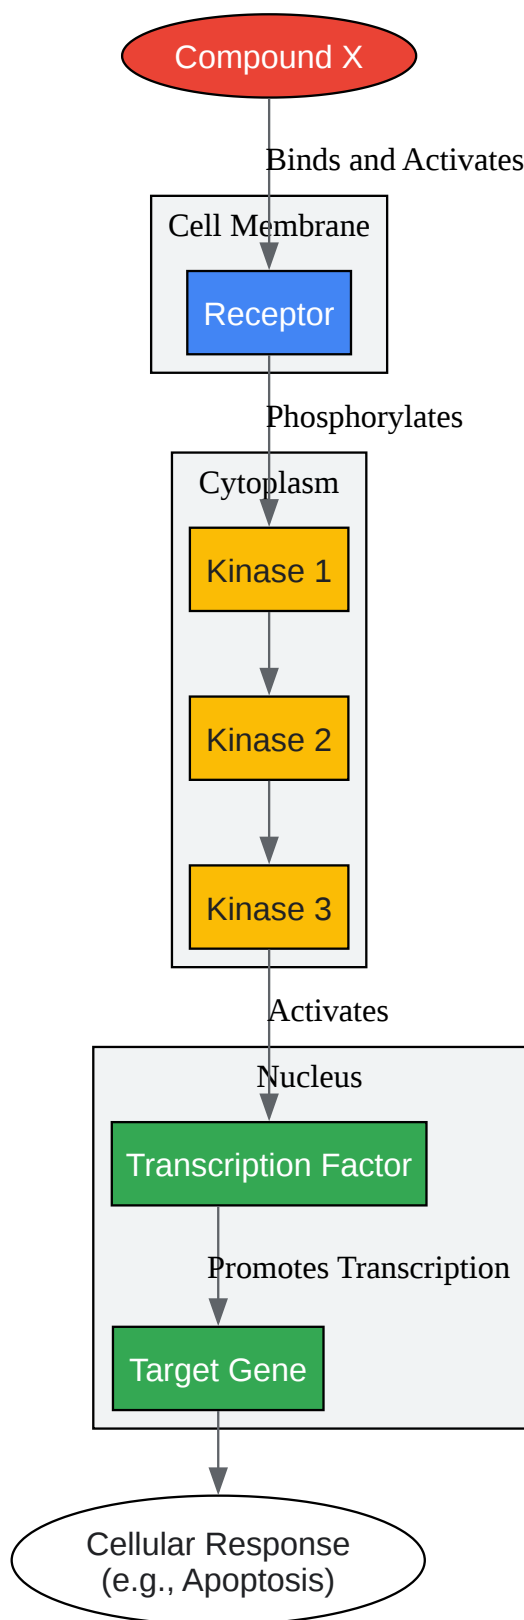 Compound X
Binds and Activates
Cell Membrane
Receptor
Phosphorylates
Cytoplasm
Kinase 1
Kinase 2
Kinase 3
Activates
Nucleus
Transcription Factor
Promotes Transcription
Target Gene
Cellular Response
(e.g., Apoptosis)